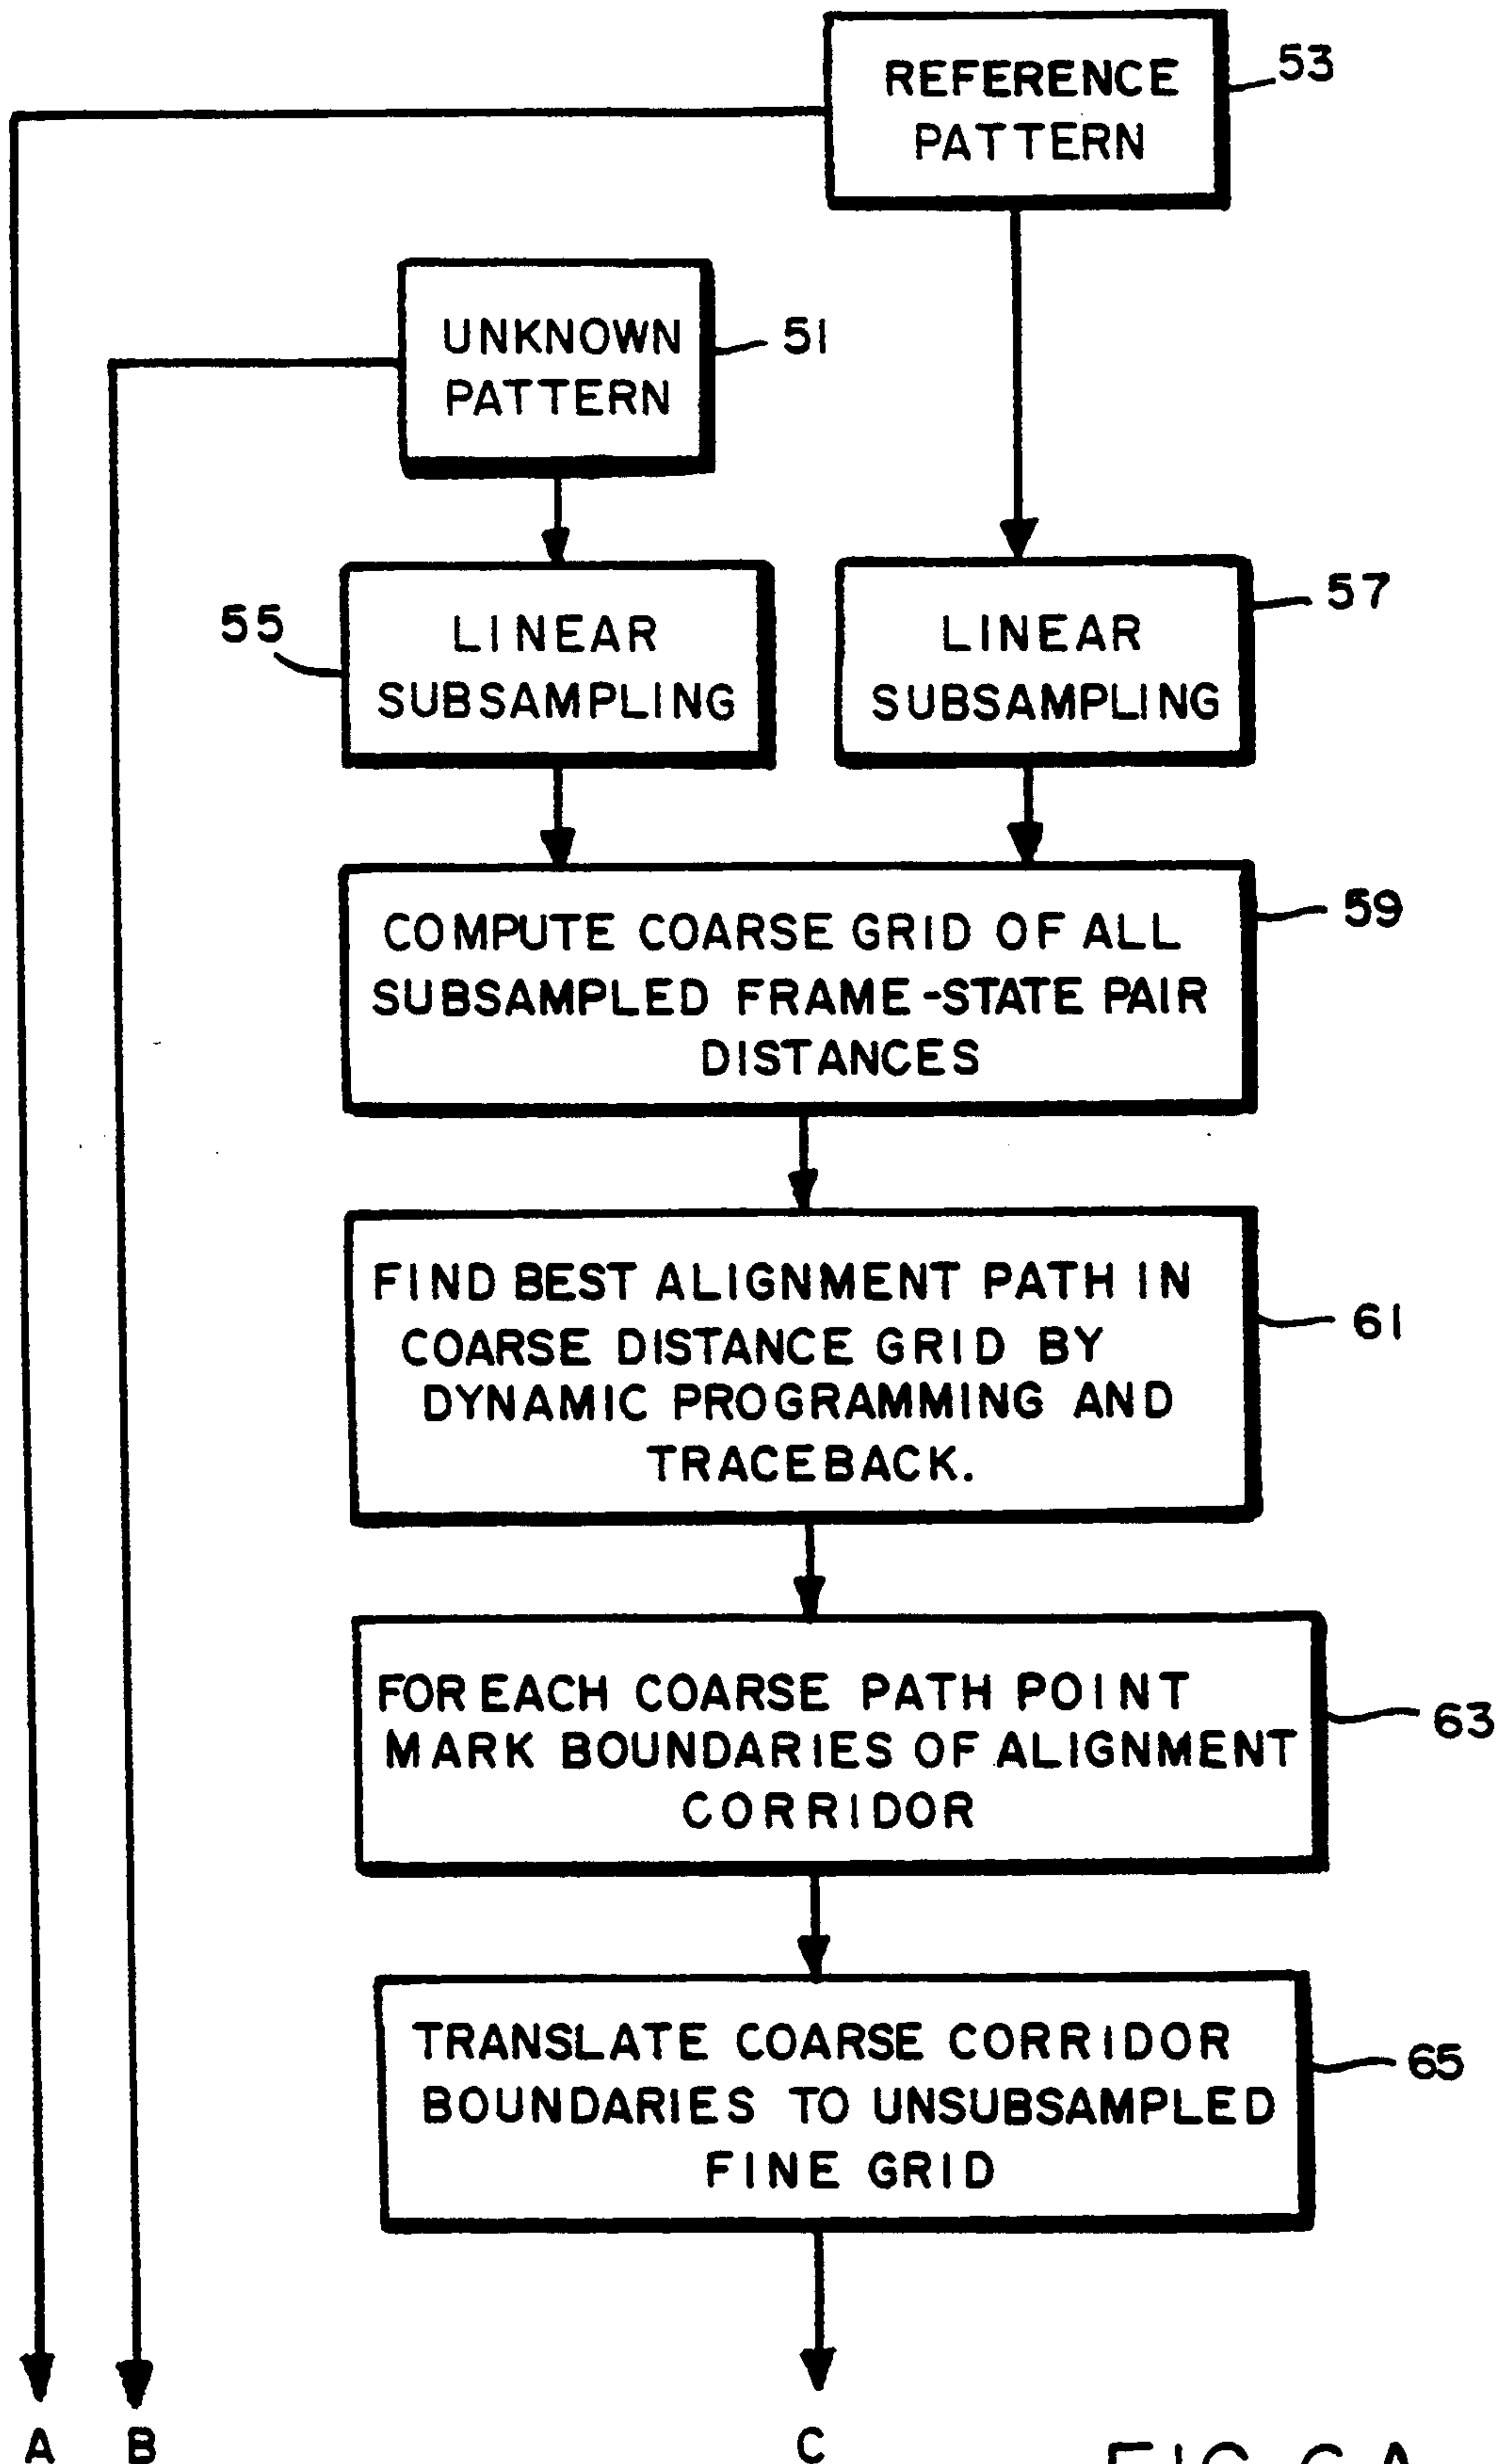 REFERENCE
PATTERN
53
UNKNOWN
PATTERN
51
55
LINEAR
SUBSAMPLING
LINEAR
SUBSAMPLING
57
COMPUTE COARSE GRID OF ALL
SUBSAMPLED FRAME-STATE PAIR
DISTANCES
59
FIND BEST ALIGNMENT PATH IN
COARSE DISTANCE GRID BY
DYNAMIC PROGRAMMING AND
TRACEBACK.
61
FOR EACH COARSE PATH POINT
MARK BOUNDARIES OF ALIGNMENT
CORRIDOR
63
TRANSLATE COARSE CORRIDOR
BOUNDARIES TO UNSUBSAMPLED
FINE GRID
65
A B C